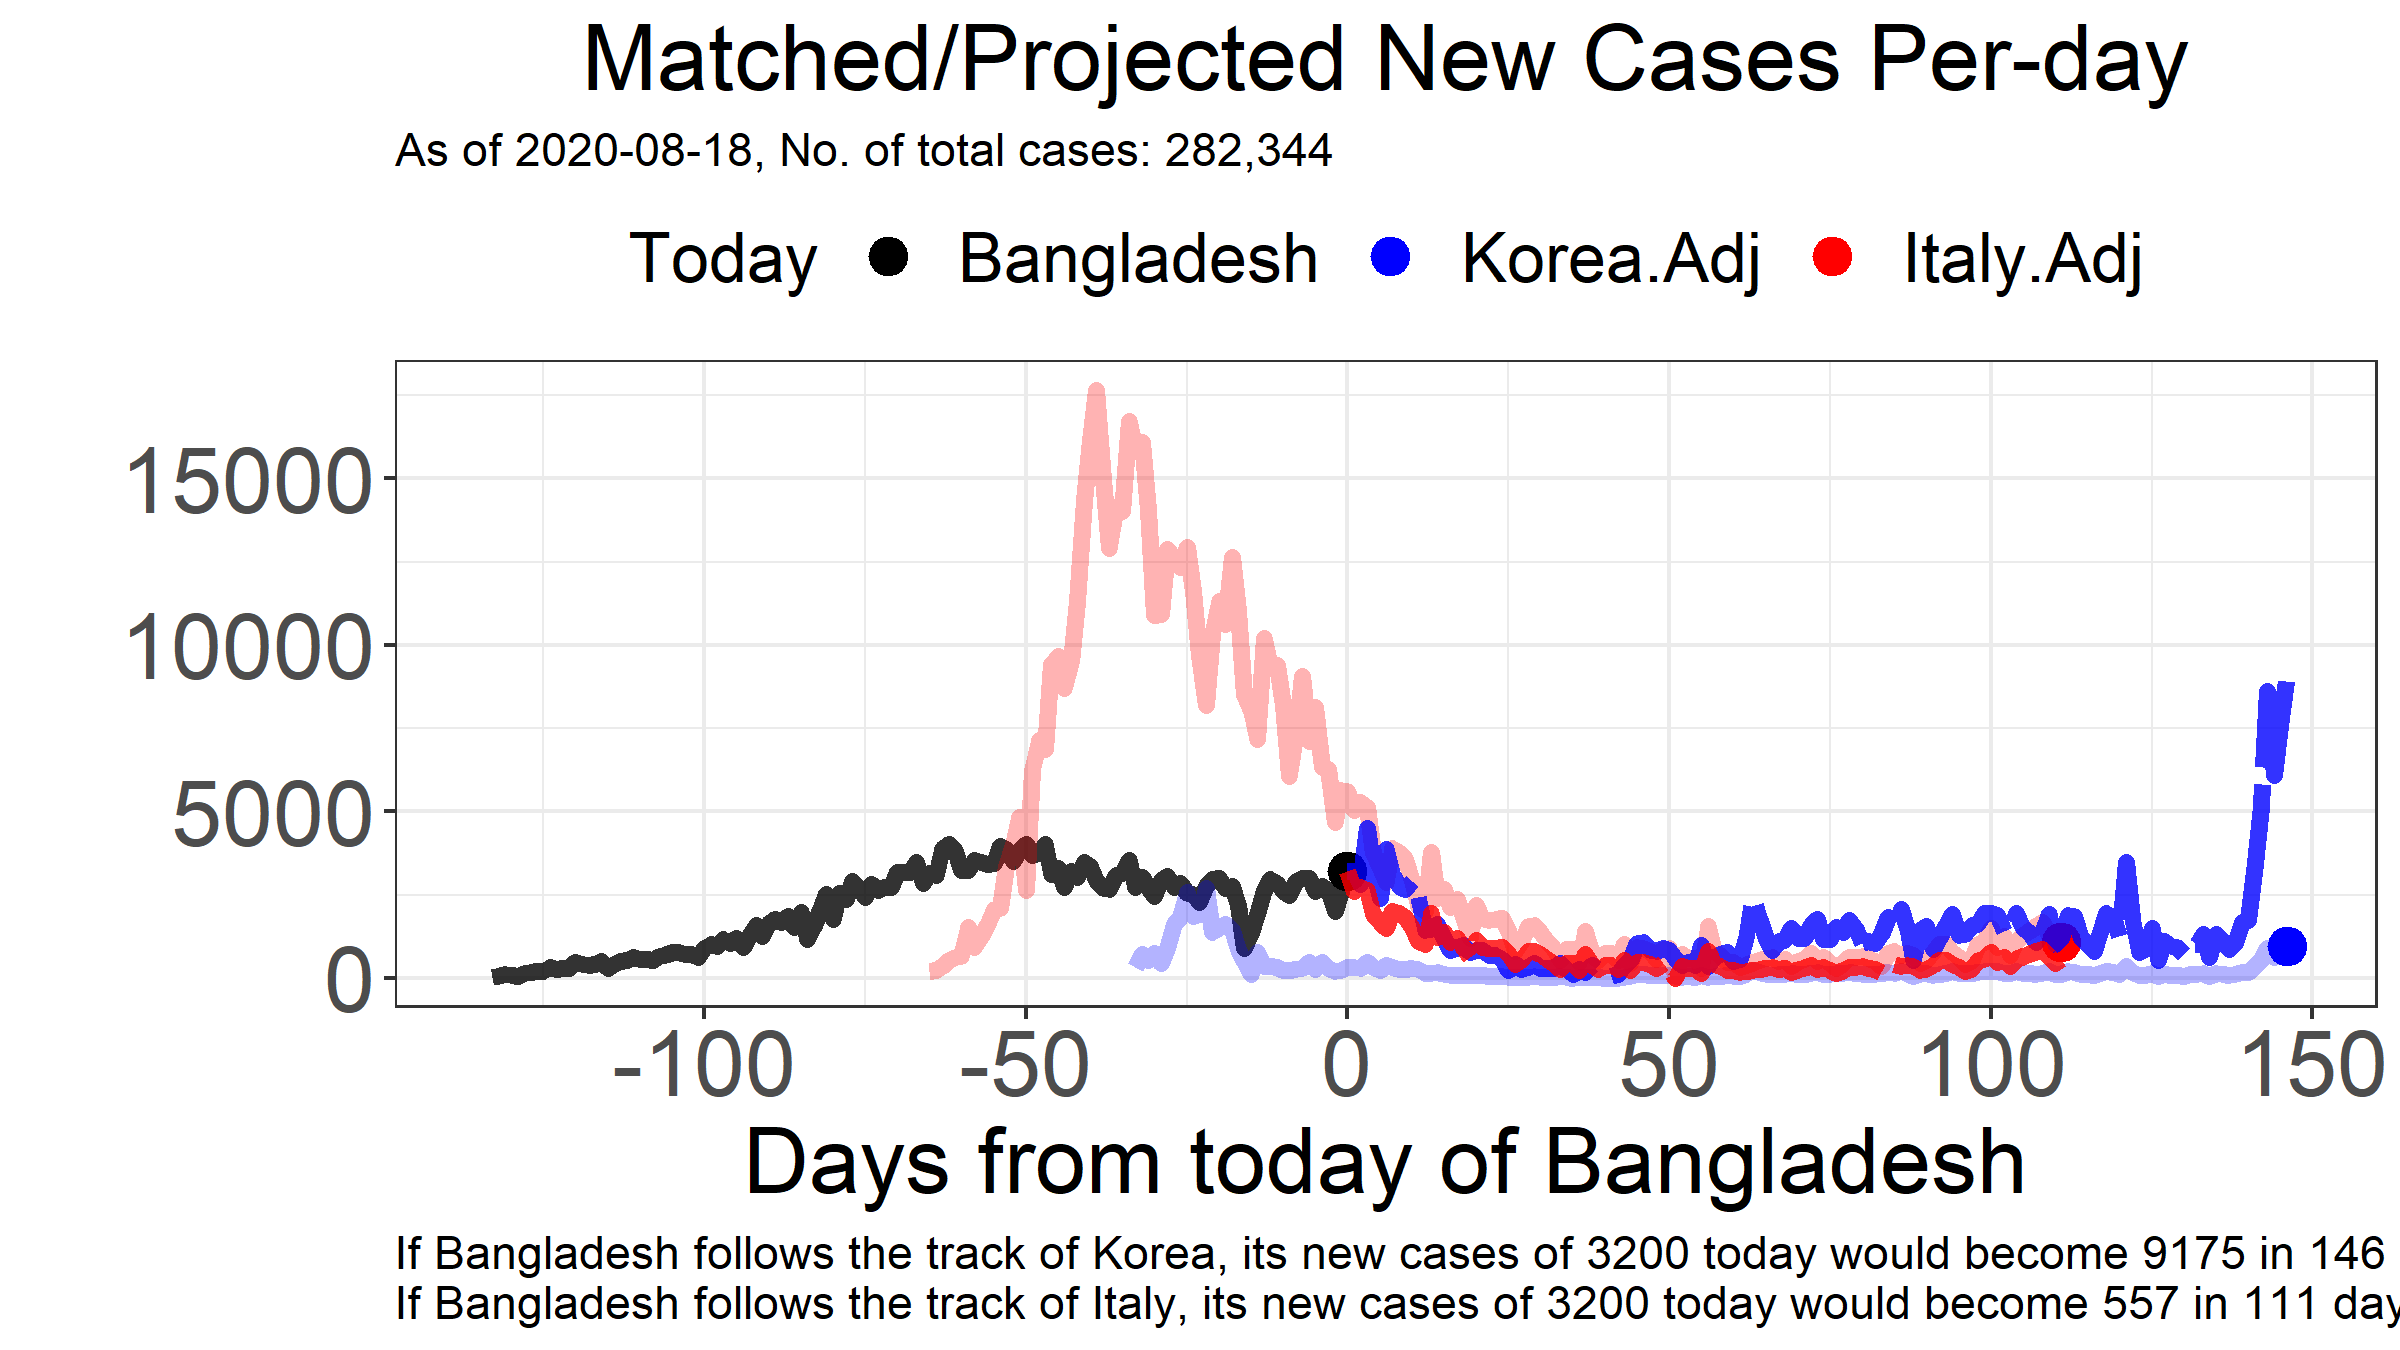 Matched/Projected New Cases Per-day
As of 2020-08-18, No. of total cases: 282,344
Today Bangladesh Korea.Adj Italy.Adj
15000
10000
5000
0
-100 -50 0 50 100 150
Days from today of Bangladesh
If Bangladesh follows the track of Korea, its new cases of 3200 today would become 9175 in 146
If Bangladesh follows the track of Italy, its new cases of 3200 today would become 557 in 111 day